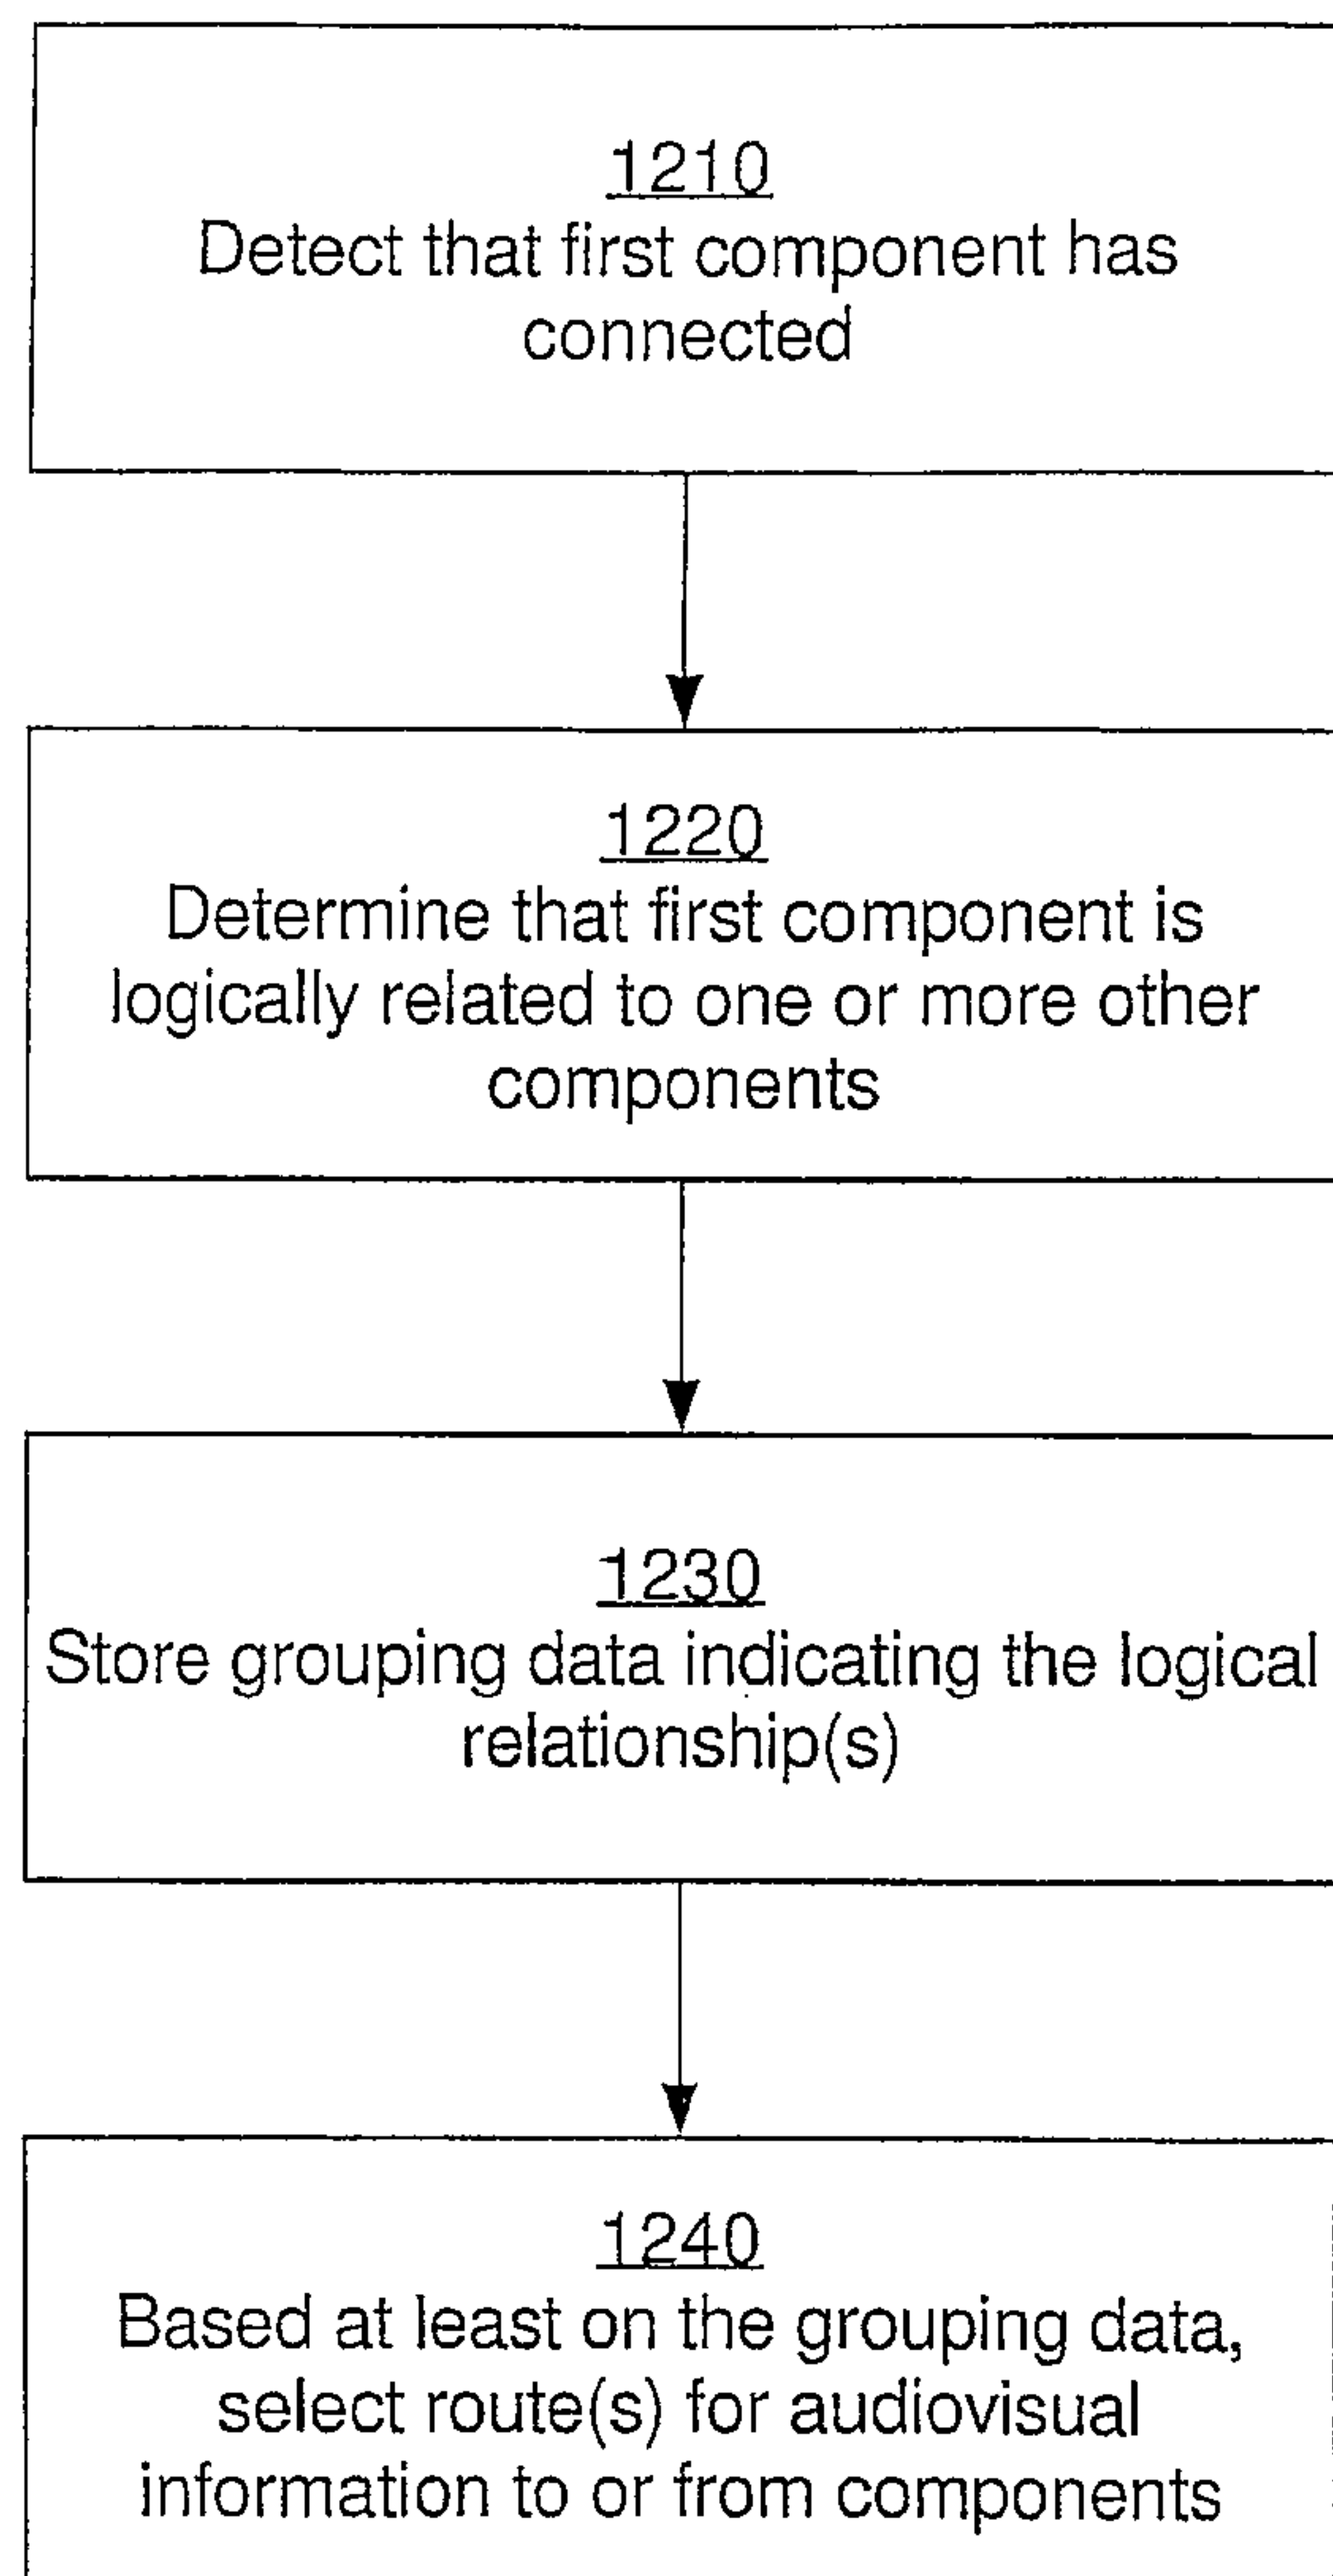 1210
Detect that first component has
connected
1220
Determine that first component is
logically related to one or more other
components
1230
Store grouping data indicating the logical
relationship(s)
1240
Based at least on the grouping data,
select route(s) for audiovisual
information to or from components